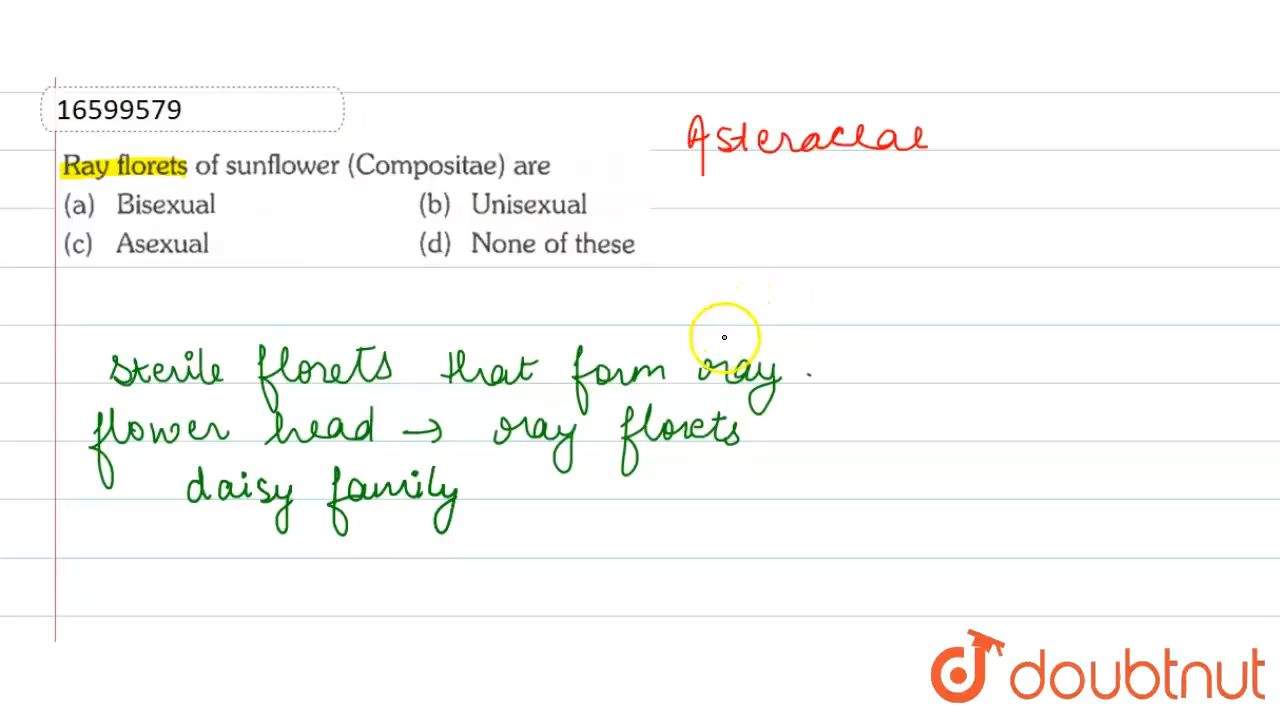 16599579
Asteraceae
Ray florets of sunflower (Compositae) are
(a) Bisexual (b) Unisexual
(c) Asexual (d) None of these
sterile florets that form ray .
flower head → ray florets
daisy family
doubtnut